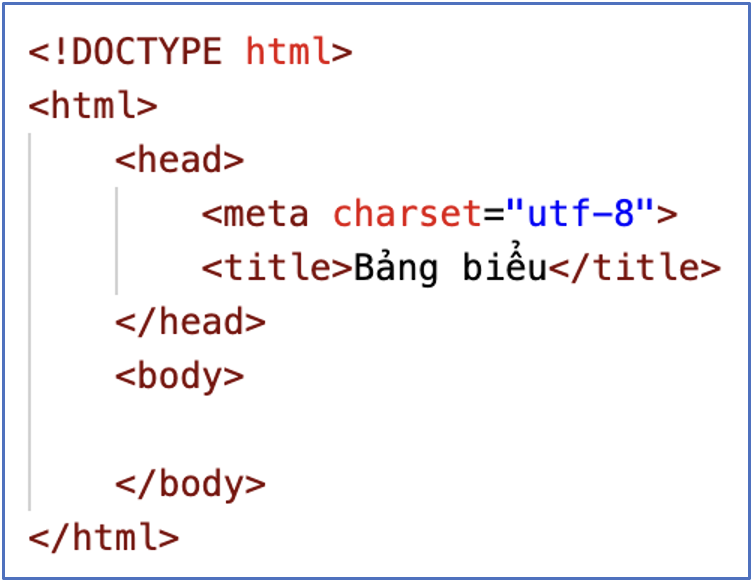 <!DOCTYPE html>
<html>
<head>
<meta charset="utf-8">
<title>Bảng biểu</title>
</head>
<body>
</body>
</html>